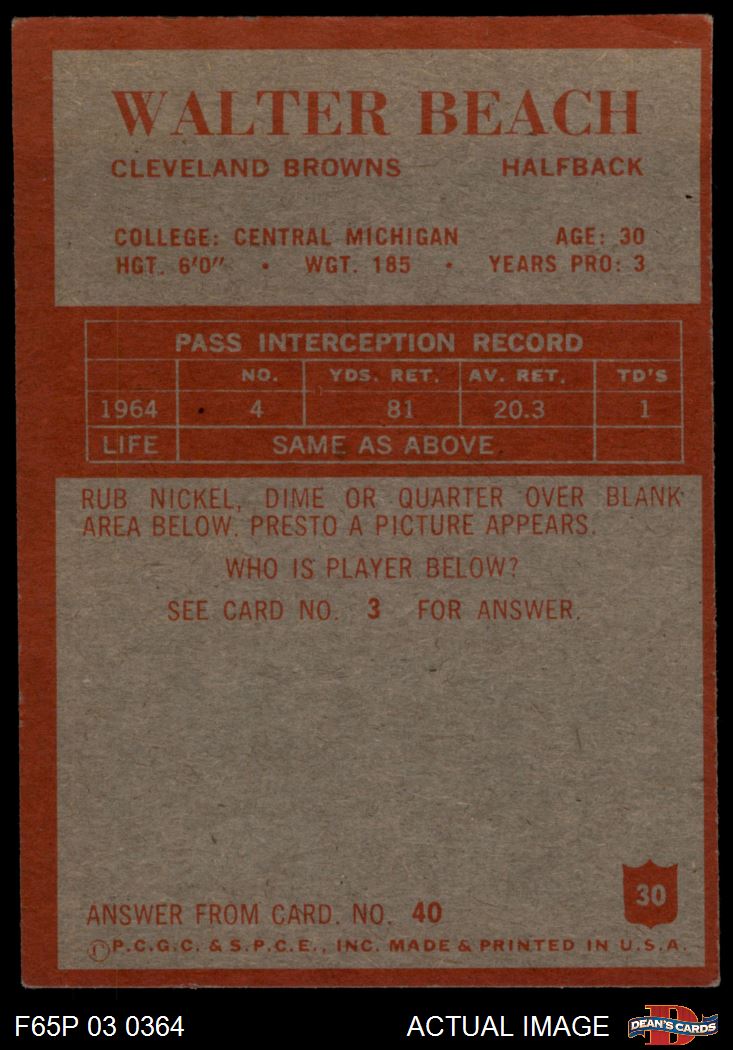 WALTER BEACH
CLEVELAND BROWNS HALFBACK
COLLEGE: CENTRAL MICHIGAN AGE: 30
HGT. 6'0" • WGT. 185 • YEARS PRO: 3
PASS INTERCEPTION RECORD
NO. YDS. RET. AV. RET. TD'S
1964 4 81 20.3 1
LIFE SAME AS ABOVE
RUB NICKEL, DIME OR QUARTER OVER BLANK
AREA BELOW. PRESTO A PICTURE APPEARS.
WHO IS PLAYER BELOW?
SEE CARD NO. 3 FOR ANSWER.
30
ANSWER FROM CARD. NO. 40
P.C.G.C. & S.P.C.E., INC. MADE & PRINTED IN U.S.A.
F65P 03 0364 ACTUAL IMAGE D DEAN'S CARDS